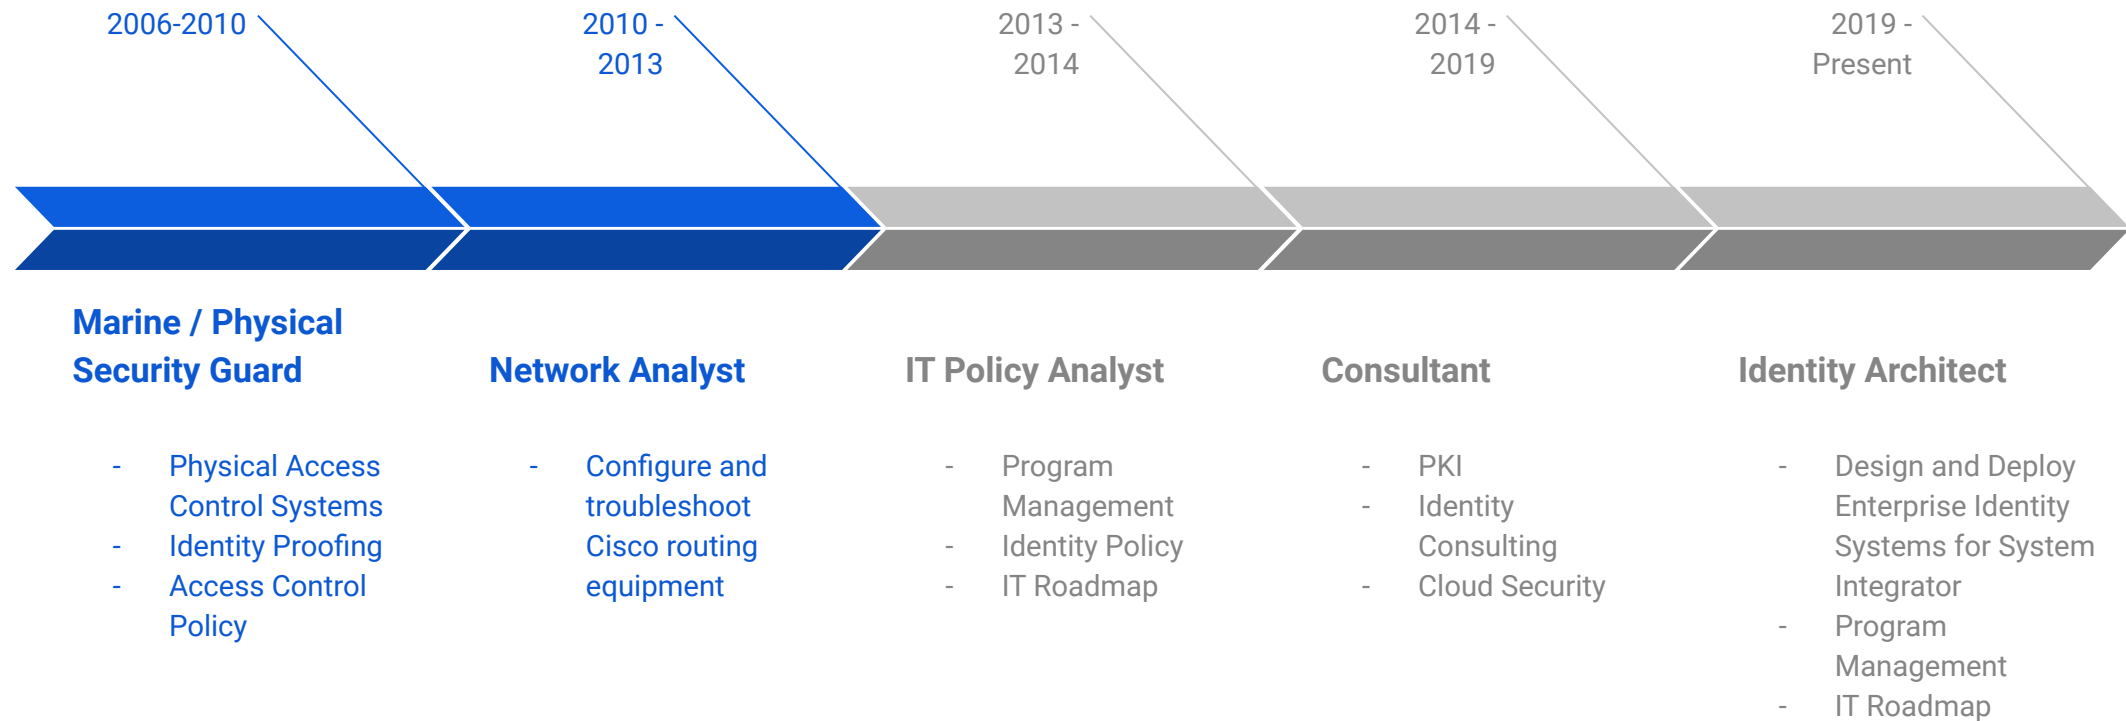 2006-2010
2010 -
2013
2013 -
2014
2014 -
2019
2019 -
Present
Marine / Physical
Security Guard
- Physical Access
Control Systems
- Identity Proofing
- Access Control
Policy
Network Analyst
- Configure and
troubleshoot
Cisco routing
equipment
IT Policy Analyst
- Program
Management
- Identity Policy
- IT Roadmap
Consultant
- PKI
- Identity
Consulting
- Cloud Security
Identity Architect
- Design and Deploy
Enterprise Identity
Systems for System
Integrator
- Program
Management
- IT Roadmap